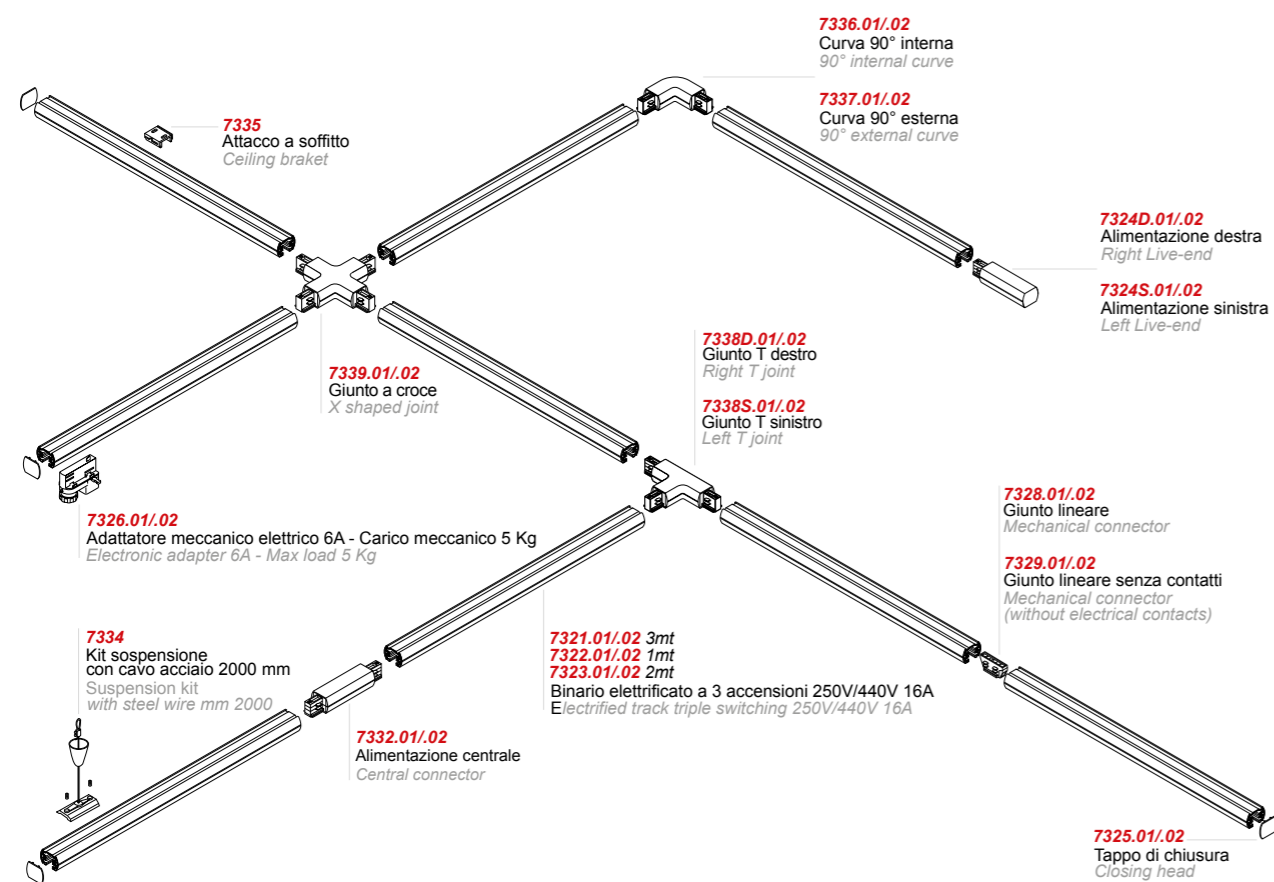 7336.01/.02
Curva 90° interna
90° internal curve
7337.01/.02
Curva 90° esterna
90° external curve
7335
Attacco a soffitto
Ceiling braket
7324D.01/.02
Alimentazione destra
Right Live-end
7324S.01/.02
Alimentazione sinistra
Left Live-end
7339.01/.02
Giunto a croce
X shaped joint
7338D.01/.02
Giunto T destro
Right T joint
7338S.01/.02
Giunto T sinistro
Left T joint
7326.01/.02
Adattatore meccanico elettrico 6A - Carico meccanico 5 Kg
Electronic adapter 6A - Max load 5 Kg
7328.01/.02
Giunto lineare
Mechanical connector
7329.01/.02
Giunto lineare senza contatti
Mechanical connector
(without electrical contacts)
7334
Kit sospensione
con cavo acciaio 2000 mm
Suspension kit
with steel wire mm 2000
7321.01/.02 3mt
7322.01/.02 1mt
7323.01/.02 2mt
Binario elettrificato a 3 accensioni 250V/440V 16A
Electrified track triple switching 250V/440V 16A
7332.01/.02
Alimentazione centrale
Central connector
7325.01/.02
Tappo di chiusura
Closing head